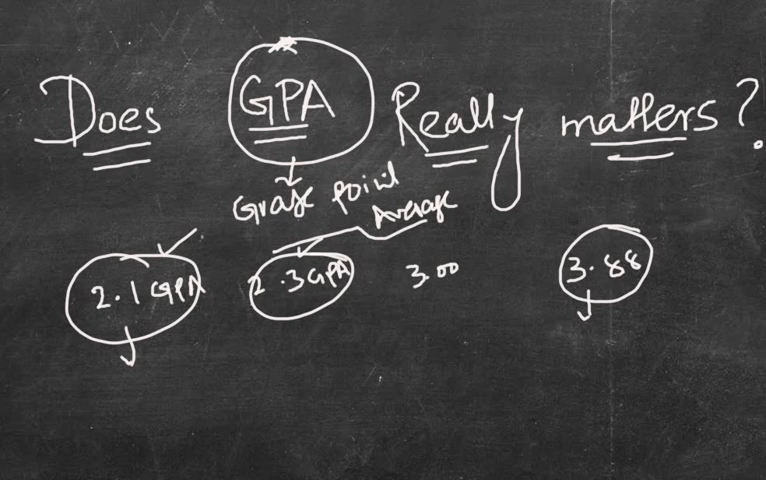 Does GPA Really matters?
Grade point
Average
2.1 GPA 2.3 GPA 3.00 3.88